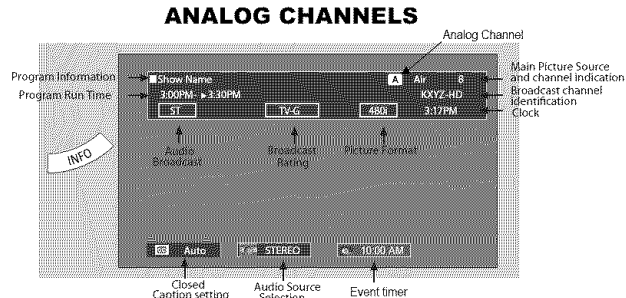 ANALOG CHANNELS
Analog Channel
Program Information
Show Name
A Air 8
Main Picture Source
and channel indication
Program Run Time
3:00PM- ▸3:30PM
KXYZ-HD
Broadcast channel
identification
ST
TV-G
480i
3:17PM
Clock
INFO
Audio
Broadcast
Broadcast
Rating
Picture Format
CC Auto
STEREO
10:00 AM
Closed
Caption setting
Audio Source
Selection
Event timer